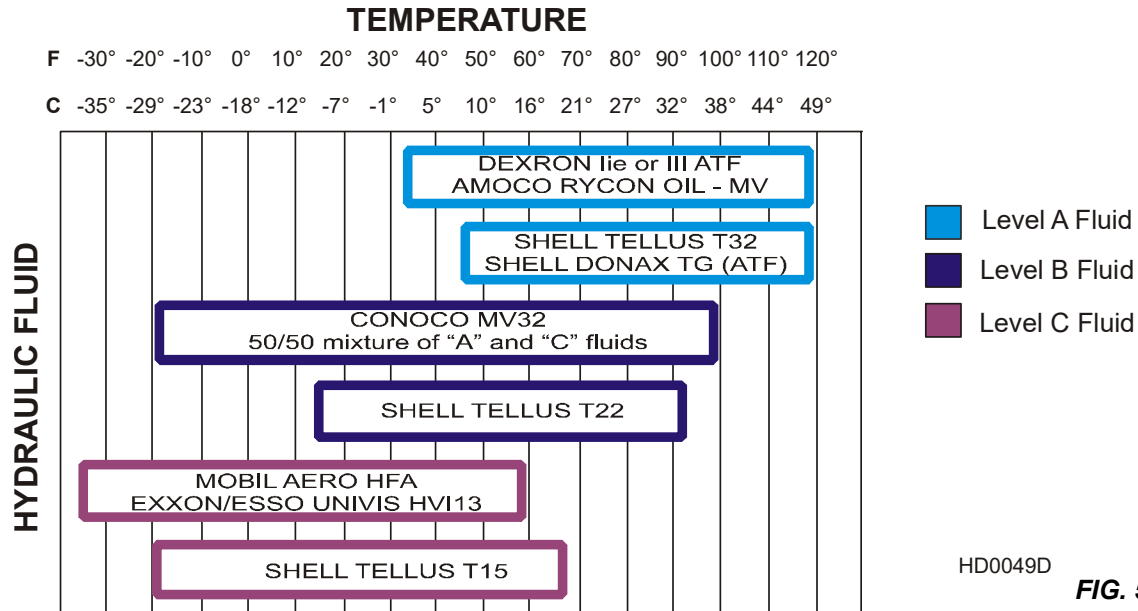 TEMPERATURE
F -30° -20° -10° 0° 10° 20° 30° 40° 50° 60° 70° 80° 90° 100° 110° 120°
C -35° -29° -23° -18° -12° -7° -1° 5° 10° 16° 21° 27° 32° 38° 44° 49°
HYDRAULIC FLUID
DEXRON Iie or III ATF
AMOCO RYCON OIL - MV
SHELL TELLUS T32
SHELL DONAX TG (ATF)
CONOCO MV32
50/50 mixture of “A” and “C” fluids
SHELL TELLUS T22
MOBIL AERO HFA
EXXON/ESSO UNIVIS HVI13
SHELL TELLUS T15
Level A Fluid
Level B Fluid
Level C Fluid
HD0049D
FIG. 5